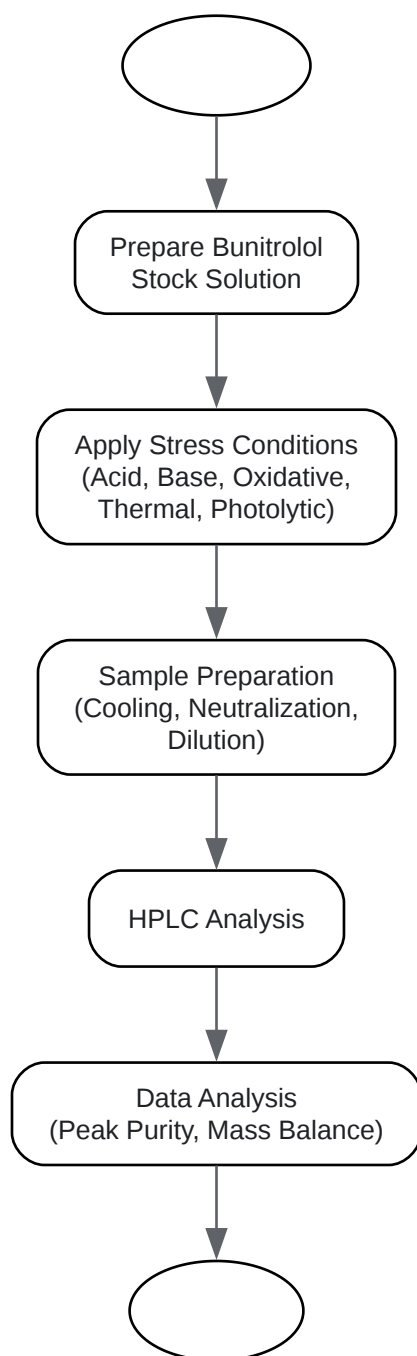 Prepare Bunitrolol
Stock Solution
Apply Stress Conditions
(Acid, Base, Oxidative,
Thermal, Photolytic)
Sample Preparation
(Cooling, Neutralization,
Dilution)
HPLC Analysis
Data Analysis
(Peak Purity, Mass Balance)